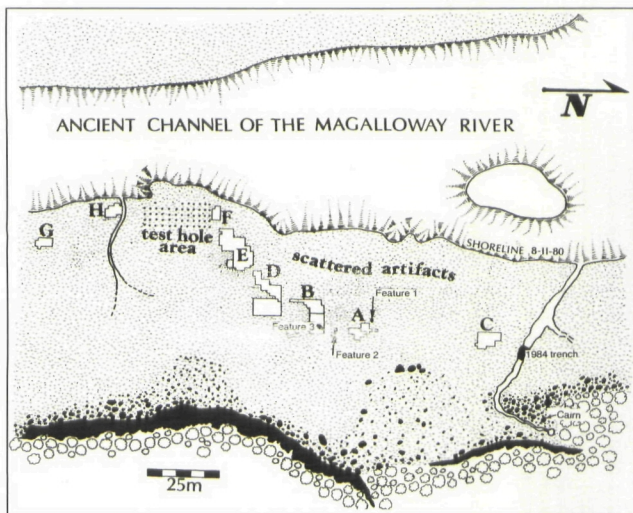 N
ANCIENT CHANNEL OF THE MAGALLOWAY RIVER
H
F
G
test hole
area
E
SHORELINE 8-11-80
scattered artifacts
D
B
Feature 1
A
C
Feature 3
Feature 2
1984 trench
Cairn
25m